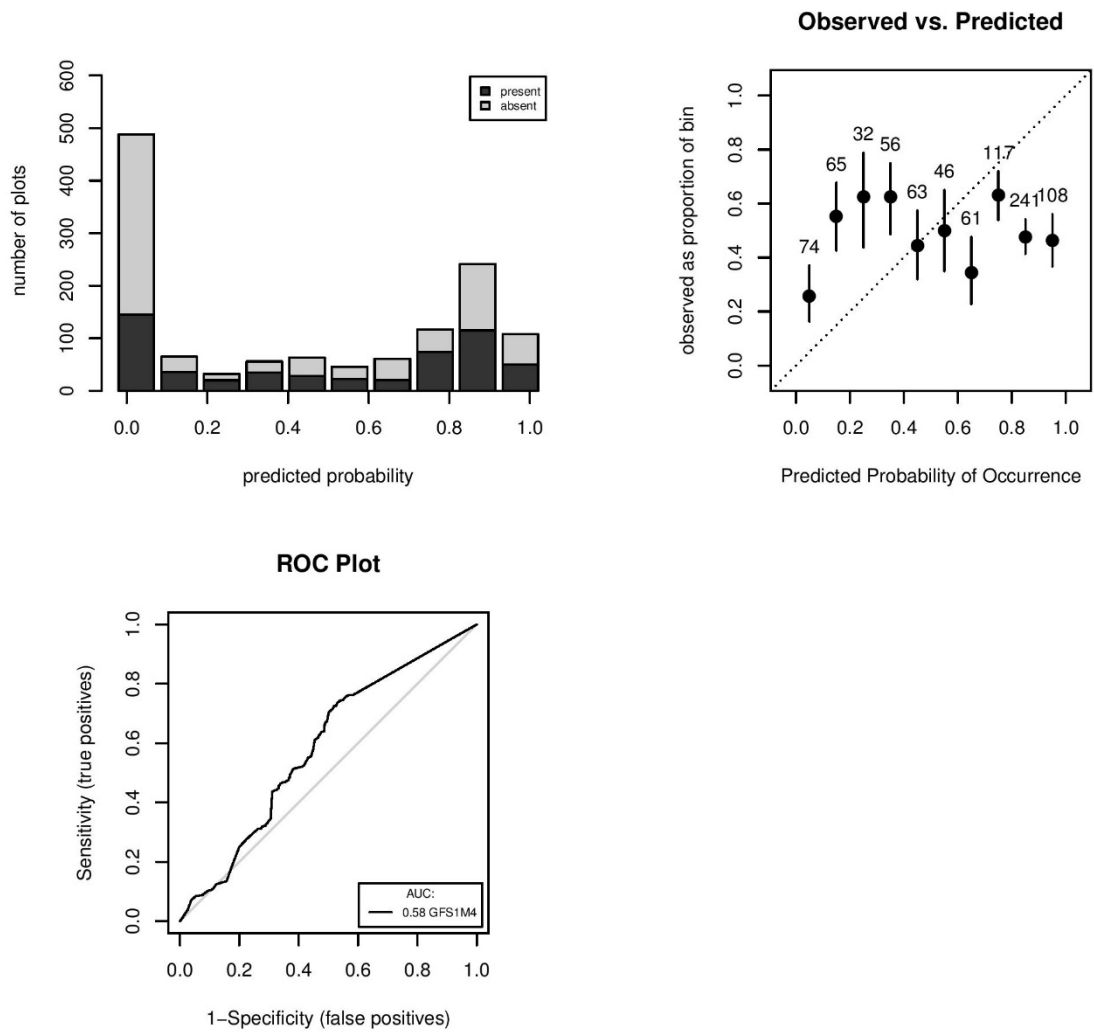 number of plots
600
500
400
300
200
100
0
present
absent
0.0 0.2 0.4 0.6 0.8 1.0
predicted probability
Observed vs. Predicted
observed as proportion of bin
1.0
0.8
0.6
0.4
0.2
0.0
74 65 32 56 63 46 61 117 241 108
0.0 0.2 0.4 0.6 0.8 1.0
Predicted Probability of Occurrence
ROC Plot
Sensitivity (true positives)
1.0
0.8
0.6
0.4
0.2
0.0
AUC:
0.58 GFS1M4
0.0 0.2 0.4 0.6 0.8 1.0
1−Specificity (false positives)